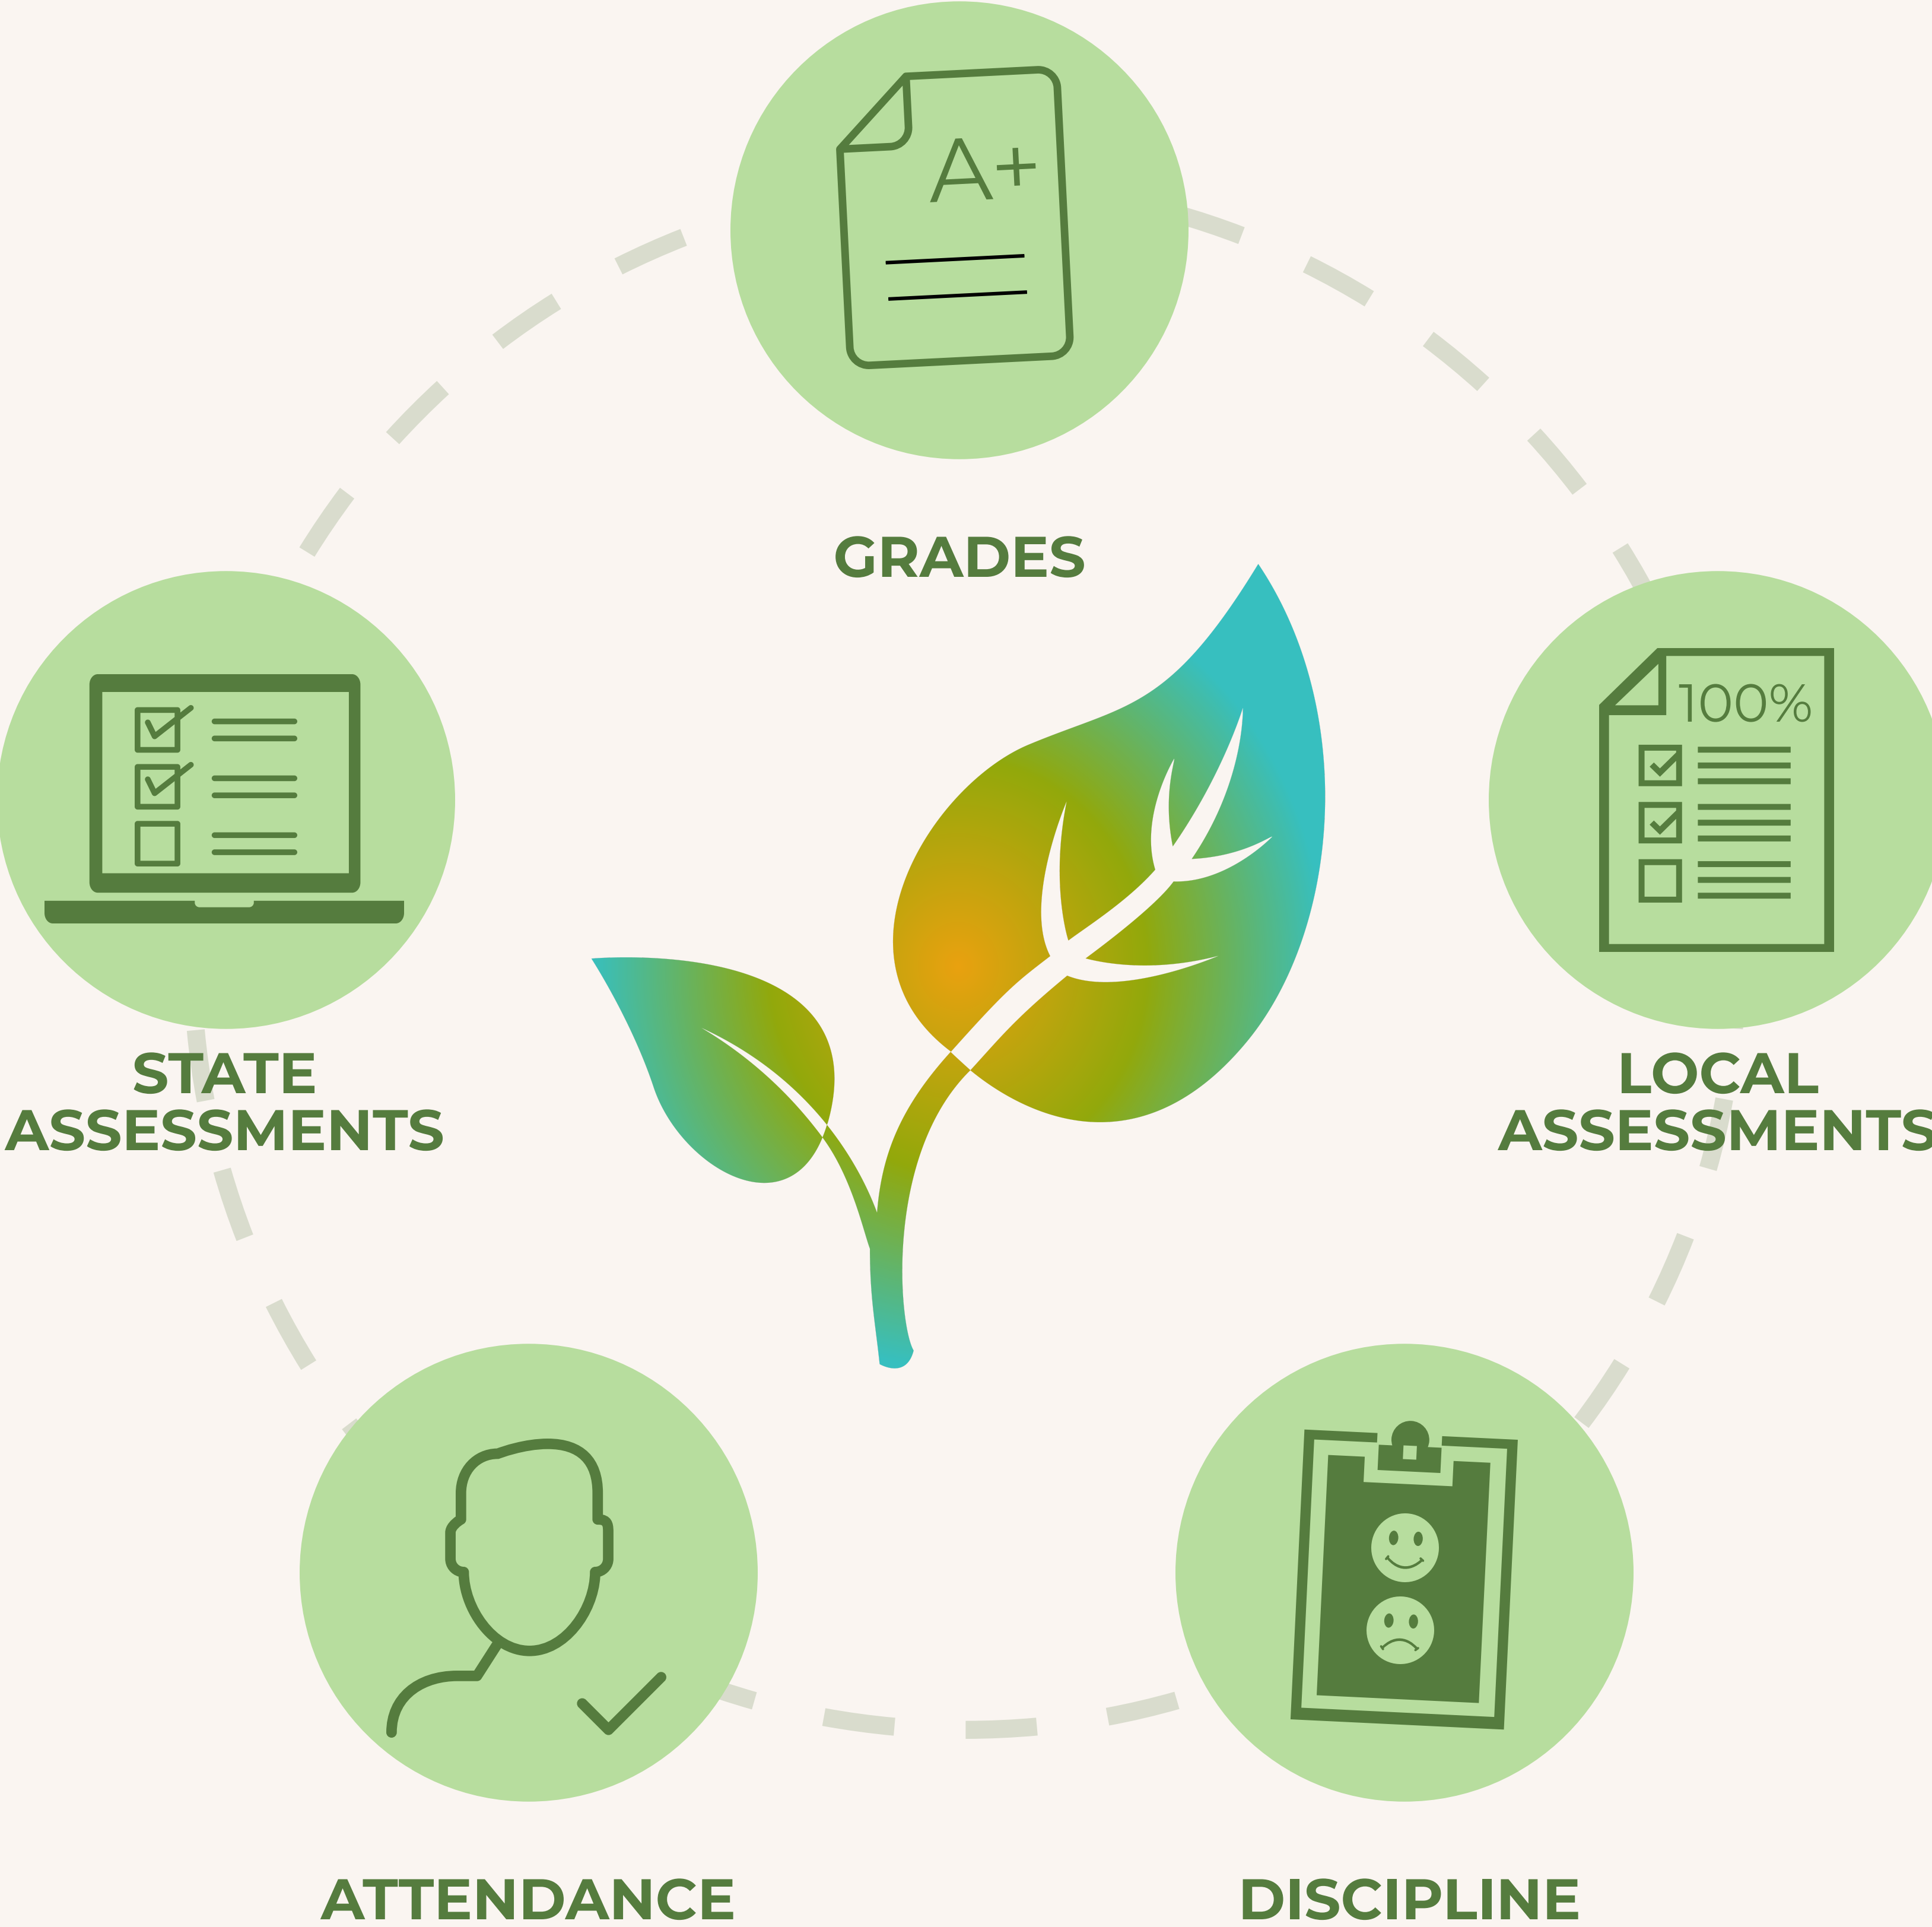 A+
GRADES
100%
STATE
ASSESSMENTS
LOCAL
ASSESSMENTS
ATTENDANCE
DISCIPLINE